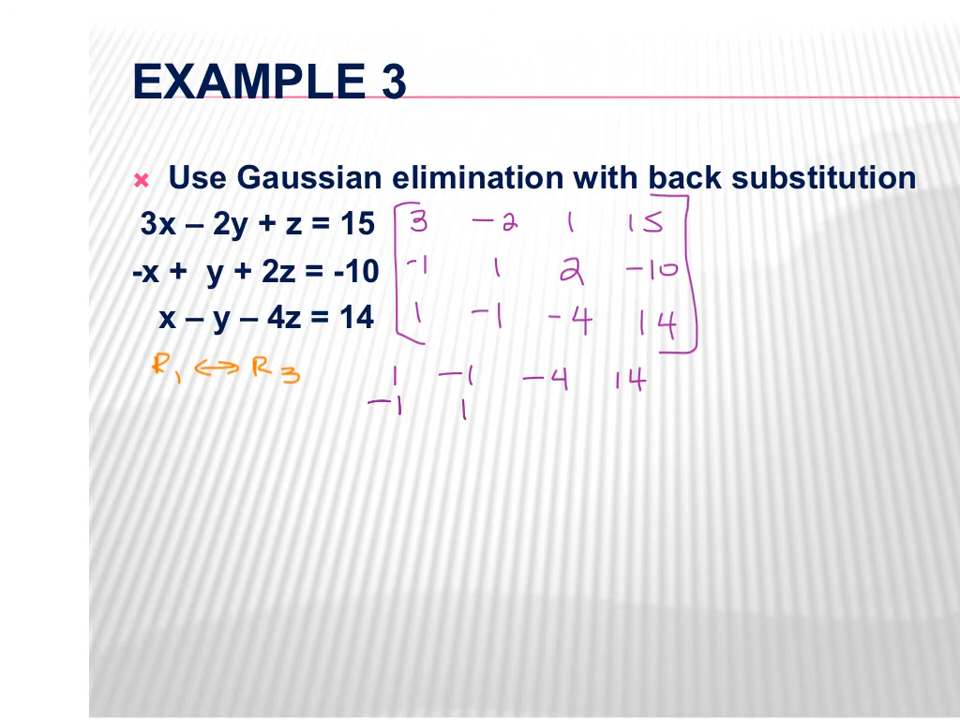 EXAMPLE 3
Use Gaussian elimination with back substitution
3x – 2y + z = 15 [3 -2 1 15]
-x + y + 2z = -10 [-1 1 2 -10]
x – y – 4z = 14 [1 -1 -4 14]
R₁ ↔ R₃ 1 -1 -4 14
-1 1